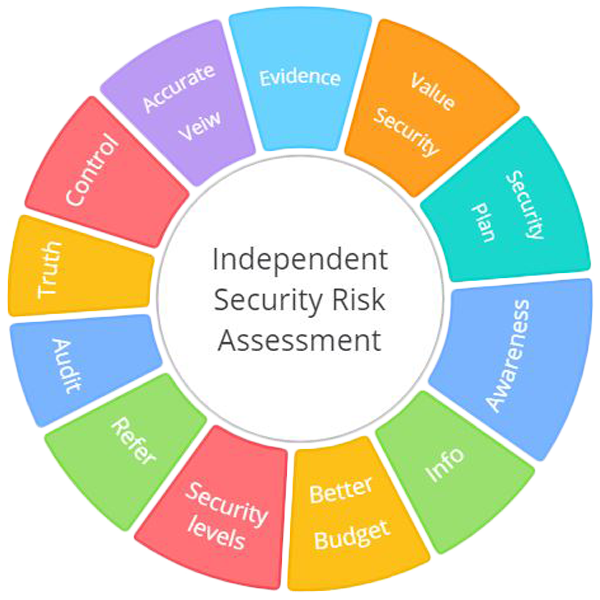 Independent
Security Risk
Assessment
Evidence
Value
Security
Security
Plan
Awareness
Info
Better
Budget
Security
levels
Refer
Audit
Truth
Control
Accurate
Veiw